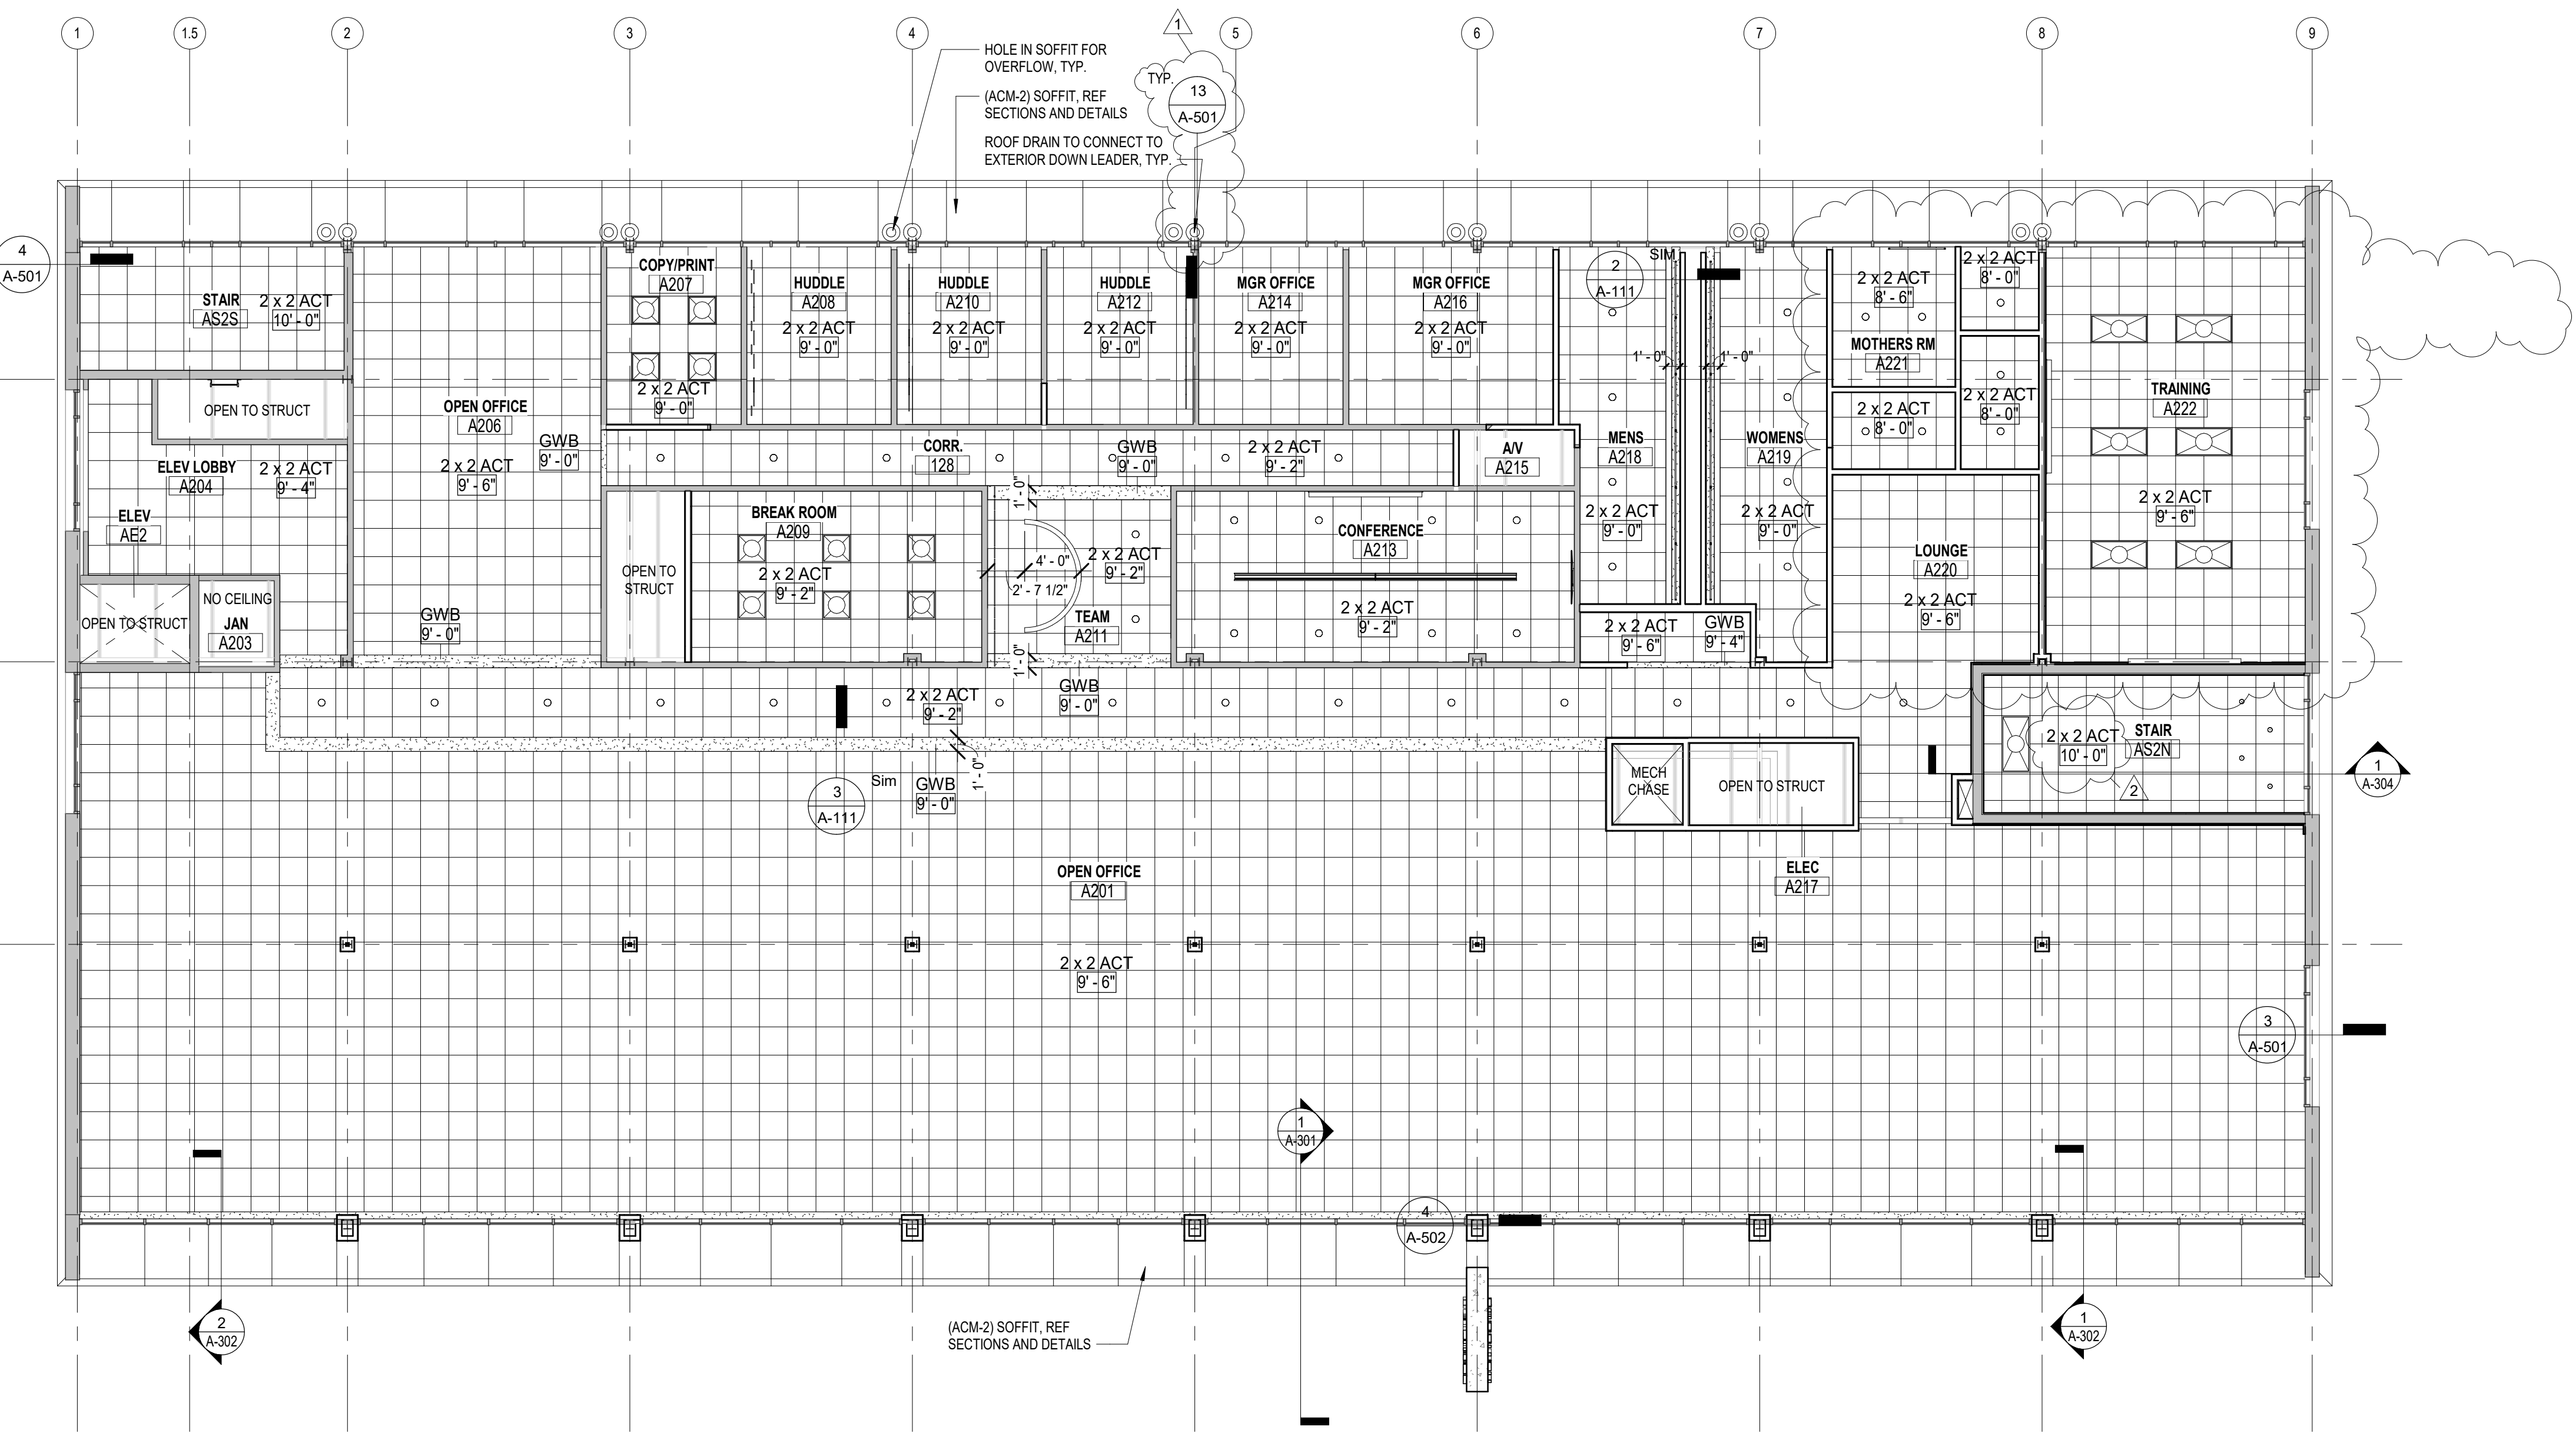 1
1.5
2
3
4
5
6
7
8
9
1
HOLE IN SOFFIT FOR
OVERFLOW, TYP.
(ACM-2) SOFFIT, REF
SECTIONS AND DETAILS
ROOF DRAIN TO CONNECT TO
EXTERIOR DOWN LEADER, TYP.
TYP.
13
A-501
4
A-501
STAIR
AS2S
2 x 2 ACT
10' - 0"
OPEN TO STRUCT
ELEV LOBBY
A204
2 x 2 ACT
9' - 4"
ELEV
AE2
OPEN TO STRUCT
NO CEILING
JAN
A203
OPEN OFFICE
A206
2 x 2 ACT
9' - 6"
GWB
9' - 0"
GWB
9' - 0"
COPY/PRINT
A207
2 x 2 ACT
9' - 0"
HUDDLE
A208
2 x 2 ACT
9' - 0"
HUDDLE
A210
2 x 2 ACT
9' - 0"
HUDDLE
A212
2 x 2 ACT
9' - 0"
MGR OFFICE
A214
2 x 2 ACT
9' - 0"
MGR OFFICE
A216
2 x 2 ACT
9' - 0"
CORR.
128
GWB
9' - 0"
2 x 2 ACT
9' - 2"
A/V
A215
OPEN TO
STRUCT
BREAK ROOM
A209
2 x 2 ACT
9' - 2"
1' - 0"
4' - 0"
2' - 7 1/2"
2 x 2 ACT
9' - 2"
TEAM
A211
1' - 0"
CONFERENCE
A213
2 x 2 ACT
9' - 2"
2
A-111
SIM
1' - 0"
1' - 0"
MENS
A218
2 x 2 ACT
9' - 0"
WOMENS
A219
2 x 2 ACT
9' - 0"
2 x 2 ACT
9' - 6"
GWB
9' - 4"
2 x 2 ACT
8' - 6"
MOTHERS RM
A221
2 x 2 ACT
8' - 0"
2 x 2 ACT
8' - 0"
2 x 2 ACT
8' - 0"
LOUNGE
A220
2 x 2 ACT
9' - 6"
TRAINING
A222
2 x 2 ACT
9' - 6"
2 x 2 ACT
9' - 2"
GWB
9' - 0"
Sim
3
A-111
GWB
9' - 0"
1' - 0"
MECH
CHASE
OPEN TO STRUCT
ELEC
A217
2 x 2 ACT
10' - 0"
STAIR
AS2N
2
1
A-304
OPEN OFFICE
A201
2 x 2 ACT
9' - 6"
3
A-501
1
A-301
4
A-502
2
A-302
1
A-302
(ACM-2) SOFFIT, REF
SECTIONS AND DETAILS